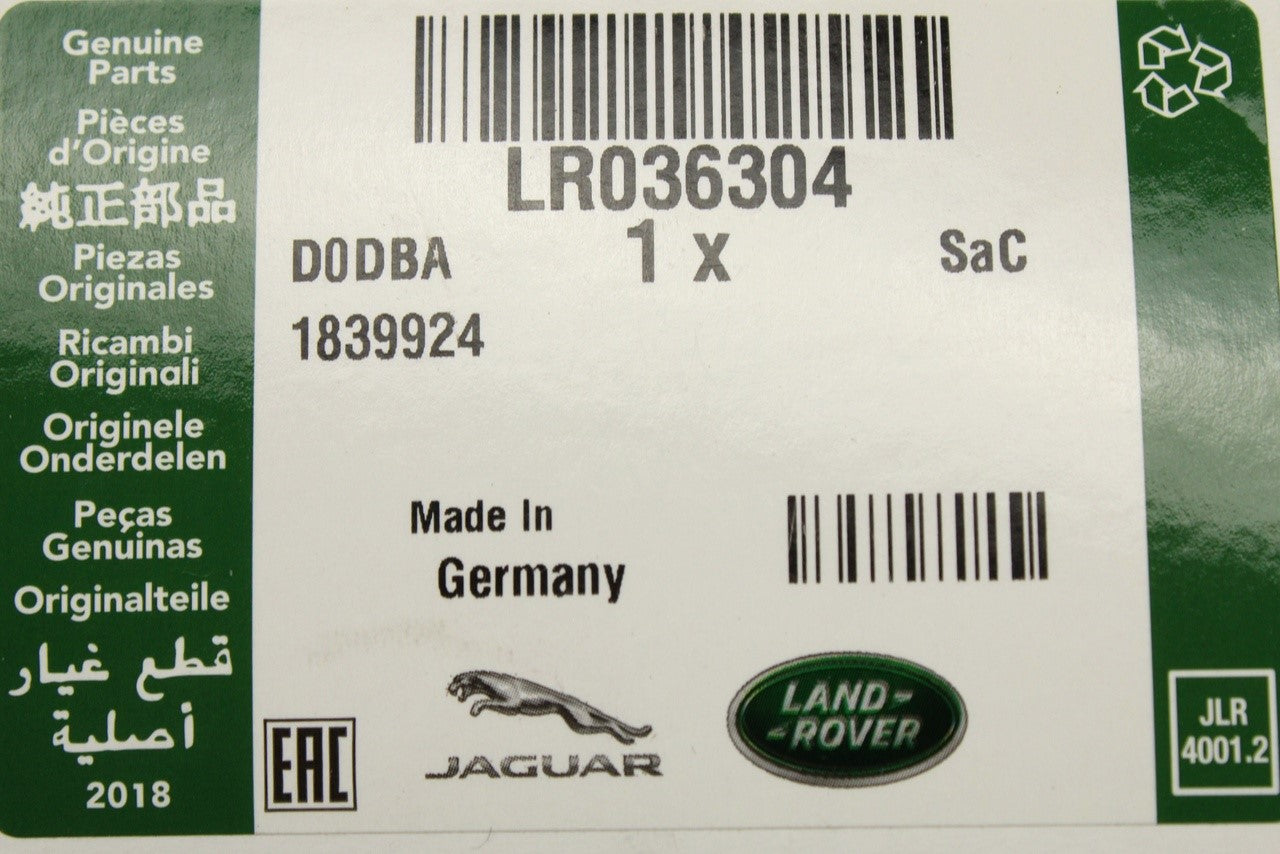 Genuine
Parts
Pièces
d'Origine
純正部品
Piezas
Originales
Ricambi
Originali
Originele
Onderdelen
Peças
Genuinas
Originalteile
قطع غيار
أصلية
2018
LR036304
D0DBA 1 x SaC
1839924
Made In
Germany
EAC
JAGUAR
LAND-
-ROVER
JLR
4001.2